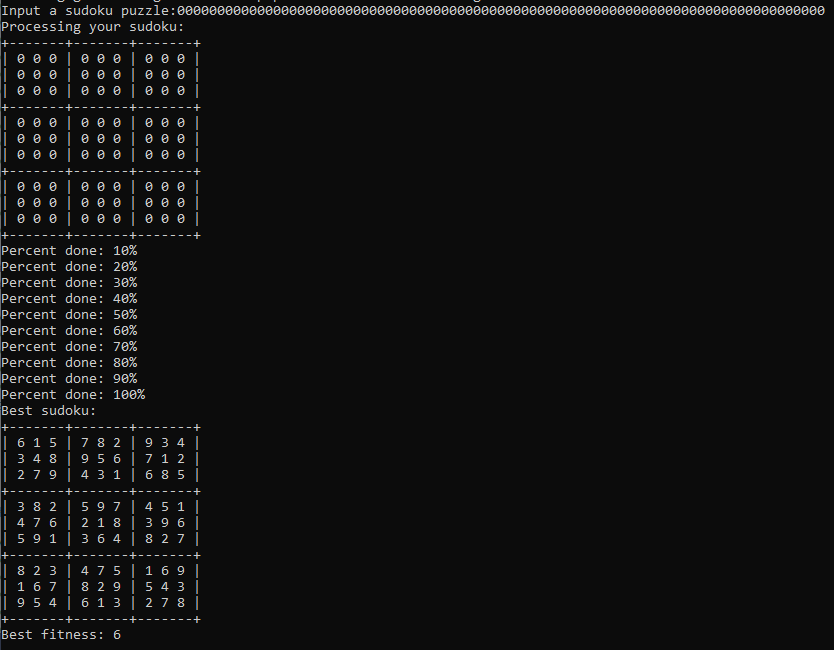 Input a sudoku puzzle:000000000000000000000000000000000000000000000000000000000000000000000000000000000
Processing your sudoku:
+-------+-------+-------+
| 0 0 0 | 0 0 0 | 0 0 0 |
| 0 0 0 | 0 0 0 | 0 0 0 |
| 0 0 0 | 0 0 0 | 0 0 0 |
+-------+-------+-------+
| 0 0 0 | 0 0 0 | 0 0 0 |
| 0 0 0 | 0 0 0 | 0 0 0 |
| 0 0 0 | 0 0 0 | 0 0 0 |
+-------+-------+-------+
| 0 0 0 | 0 0 0 | 0 0 0 |
| 0 0 0 | 0 0 0 | 0 0 0 |
| 0 0 0 | 0 0 0 | 0 0 0 |
+-------+-------+-------+
Percent done: 10%
Percent done: 20%
Percent done: 30%
Percent done: 40%
Percent done: 50%
Percent done: 60%
Percent done: 70%
Percent done: 80%
Percent done: 90%
Percent done: 100%
Best sudoku:
+-------+-------+-------+
| 6 1 5 | 7 8 2 | 9 3 4 |
| 3 4 8 | 9 5 6 | 7 1 2 |
| 2 7 9 | 4 3 1 | 6 8 5 |
+-------+-------+-------+
| 3 8 2 | 5 9 7 | 4 5 1 |
| 4 7 6 | 2 1 8 | 3 9 6 |
| 5 9 1 | 3 6 4 | 8 2 7 |
+-------+-------+-------+
| 8 2 3 | 4 7 5 | 1 6 9 |
| 1 6 7 | 8 2 9 | 5 4 3 |
| 9 5 4 | 6 1 3 | 2 7 8 |
+-------+-------+-------+
Best fitness: 6